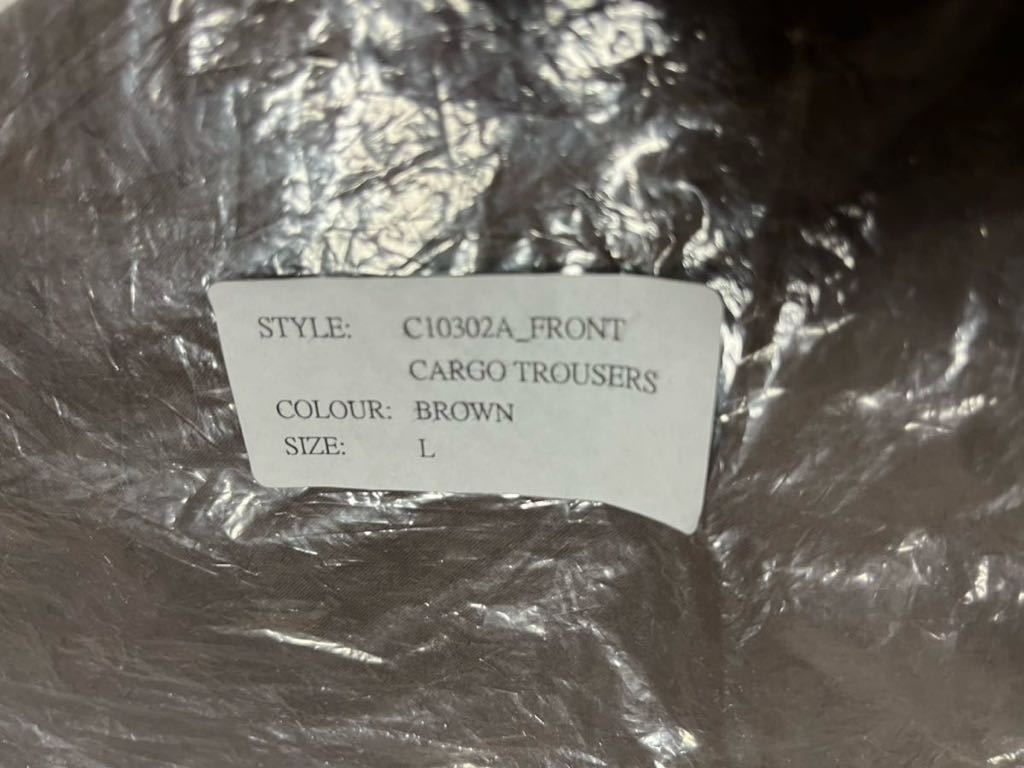 STYLE: C10302A_FRONT
CARGO TROUSERS
COLOUR: BROWN
SIZE: L